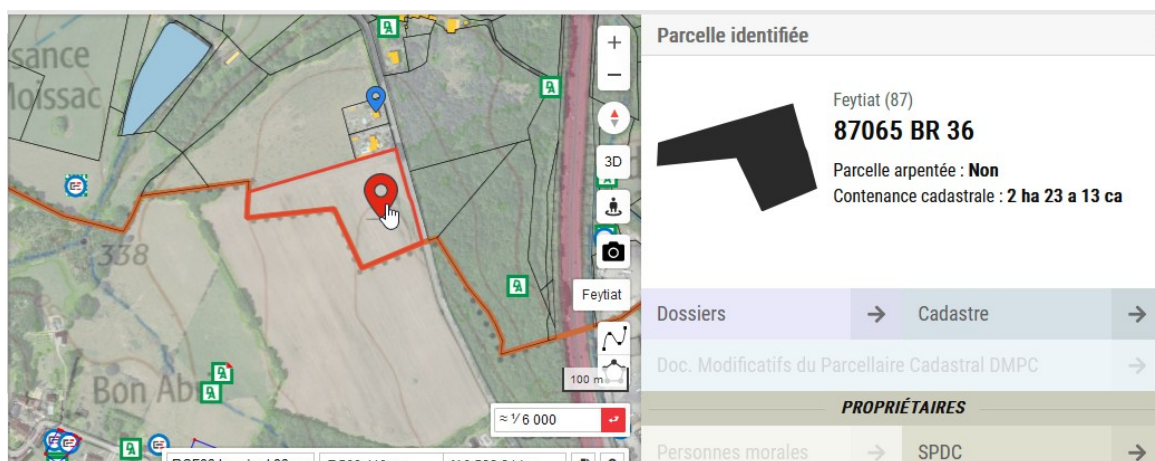 ssance
Moissac
338
Bon Ab
+
−
3D
Feytiat
100 m
≈ 1/6 000
Parcelle identifiée
Feytiat (87)
87065 BR 36
Parcelle arpentée : Non
Contenance cadastrale : 2 ha 23 a 13 ca
Dossiers → Cadastre →
Doc. Modificatifs du Parcellaire Cadastral DMPC →
PROPRIÉTAIRES
Personnes morales → SPDC →